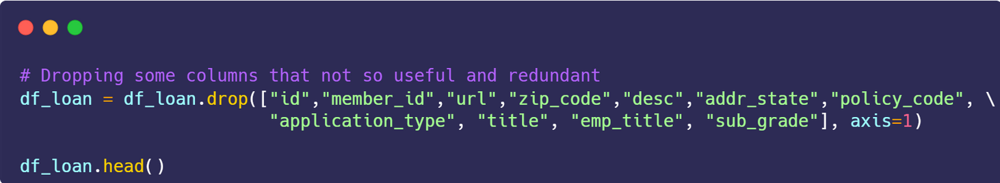 # Dropping some columns that not so useful and redundant
df_loan = df_loan.drop(["id","member_id","url","zip_code","desc","addr_state","policy_code", \
"application_type", "title", "emp_title", "sub_grade"], axis=1)
df_loan.head()